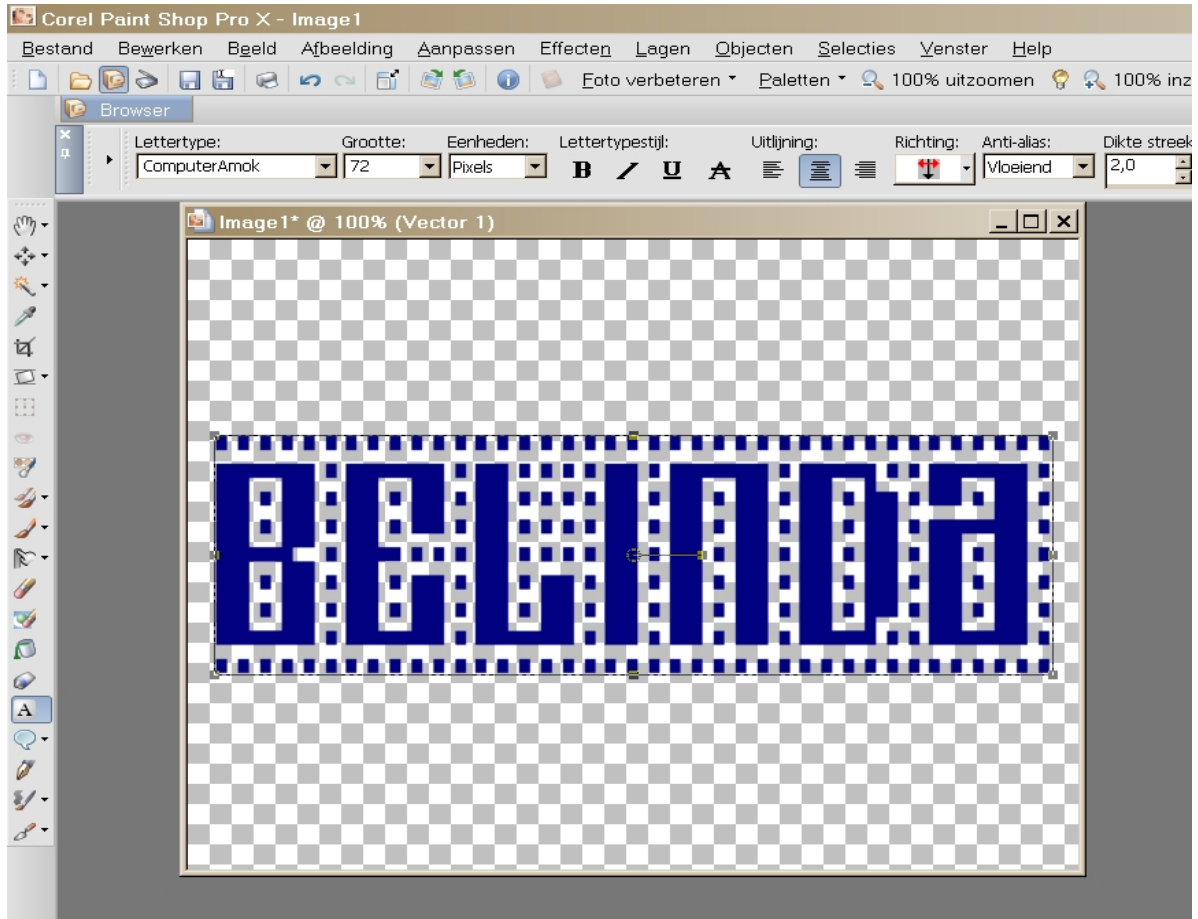 Corel Paint Shop Pro X - Image1
Bestand Bewerken Beeld Afbeelding Aanpassen Effecten Lagen Objecten Selecties Venster Help
Foto verbeteren Paletten 100% uitzoomen 100% inz
Browser
Lettertype: Grootte: Eenheden: Lettertypestijl: Uitlijning: Richting: Anti-alias: Dikte streek
ComputerAmok 72 Pixels B I U A Vloeiend 2,0
Image1* @ 100% (Vector 1)
BELINDa
A